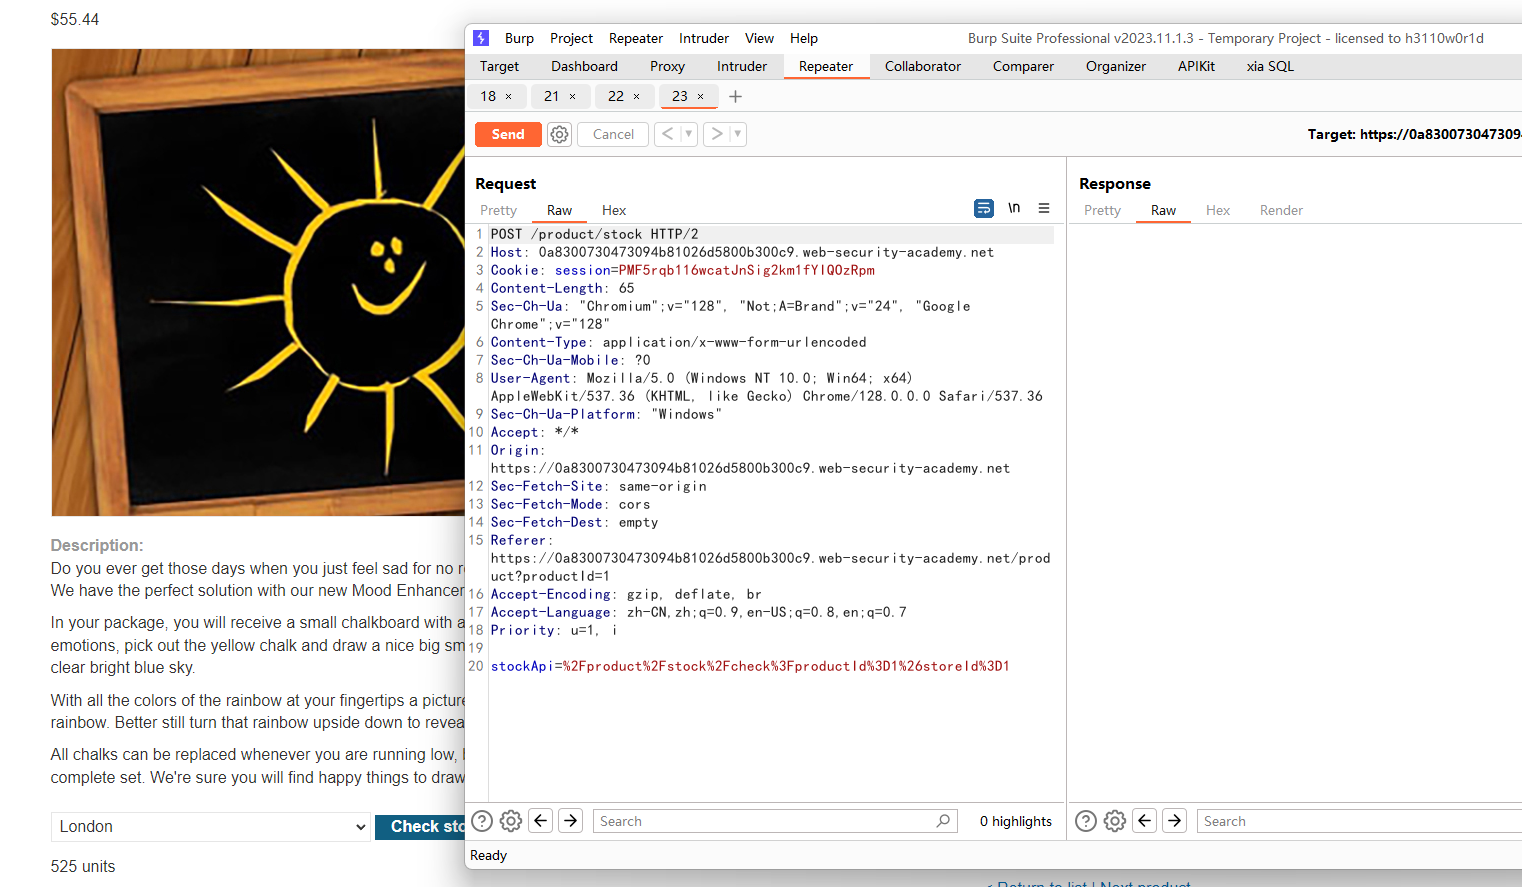 $55.44
Description:
Do you ever get those days when you just feel sad for no r
We have the perfect solution with our new Mood Enhancer
In your package, you will receive a small chalkboard with a
emotions, pick out the yellow chalk and draw a nice big sm
clear bright blue sky.
With all the colors of the rainbow at your fingertips a picture
rainbow. Better still turn that rainbow upside down to revea
All chalks can be replaced whenever you are running low,
complete set. We're sure you will find happy things to draw
London
Check sto
525 units
Burp Project Repeater Intruder View Help Burp Suite Professional v2023.11.1.3 - Temporary Project - licensed to h3110w0r1d
Target Dashboard Proxy Intruder Repeater Collaborator Comparer Organizer APIKit xia SQL
18 × 21 × 22 × 23 × +
Send Cancel < ▼ > ▼ Target: https://0a830073047309
Request
Pretty Raw Hex \n
1 POST /product/stock HTTP/2
2 Host: 0a8300730473094b81026d5800b300c9.web-security-academy.net
3 Cookie: session=PMF5rqb116wcatJnSig2km1fYlQOzRpm
4 Content-Length: 65
5 Sec-Ch-Ua: "Chromium";v="128", "Not;A=Brand";v="24", "Google
Chrome";v="128"
6 Content-Type: application/x-www-form-urlencoded
7 Sec-Ch-Ua-Mobile: ?0
8 User-Agent: Mozilla/5.0 (Windows NT 10.0; Win64; x64)
AppleWebKit/537.36 (KHTML, like Gecko) Chrome/128.0.0.0 Safari/537.36
9 Sec-Ch-Ua-Platform: "Windows"
10 Accept: */*
11 Origin:
https://0a8300730473094b81026d5800b300c9.web-security-academy.net
12 Sec-Fetch-Site: same-origin
13 Sec-Fetch-Mode: cors
14 Sec-Fetch-Dest: empty
15 Referer:
https://0a8300730473094b81026d5800b300c9.web-security-academy.net/prod
uct?productId=1
16 Accept-Encoding: gzip, deflate, br
17 Accept-Language: zh-CN,zh;q=0.9,en-US;q=0.8,en;q=0.7
18 Priority: u=1, i
19
20 stockApi=%2Fproduct%2Fstock%2Fcheck%3FproductId%3D1%26storeId%3D1
Search 0 highlights
Ready
Response
Pretty Raw Hex Render
Search
< Return to list | Next product